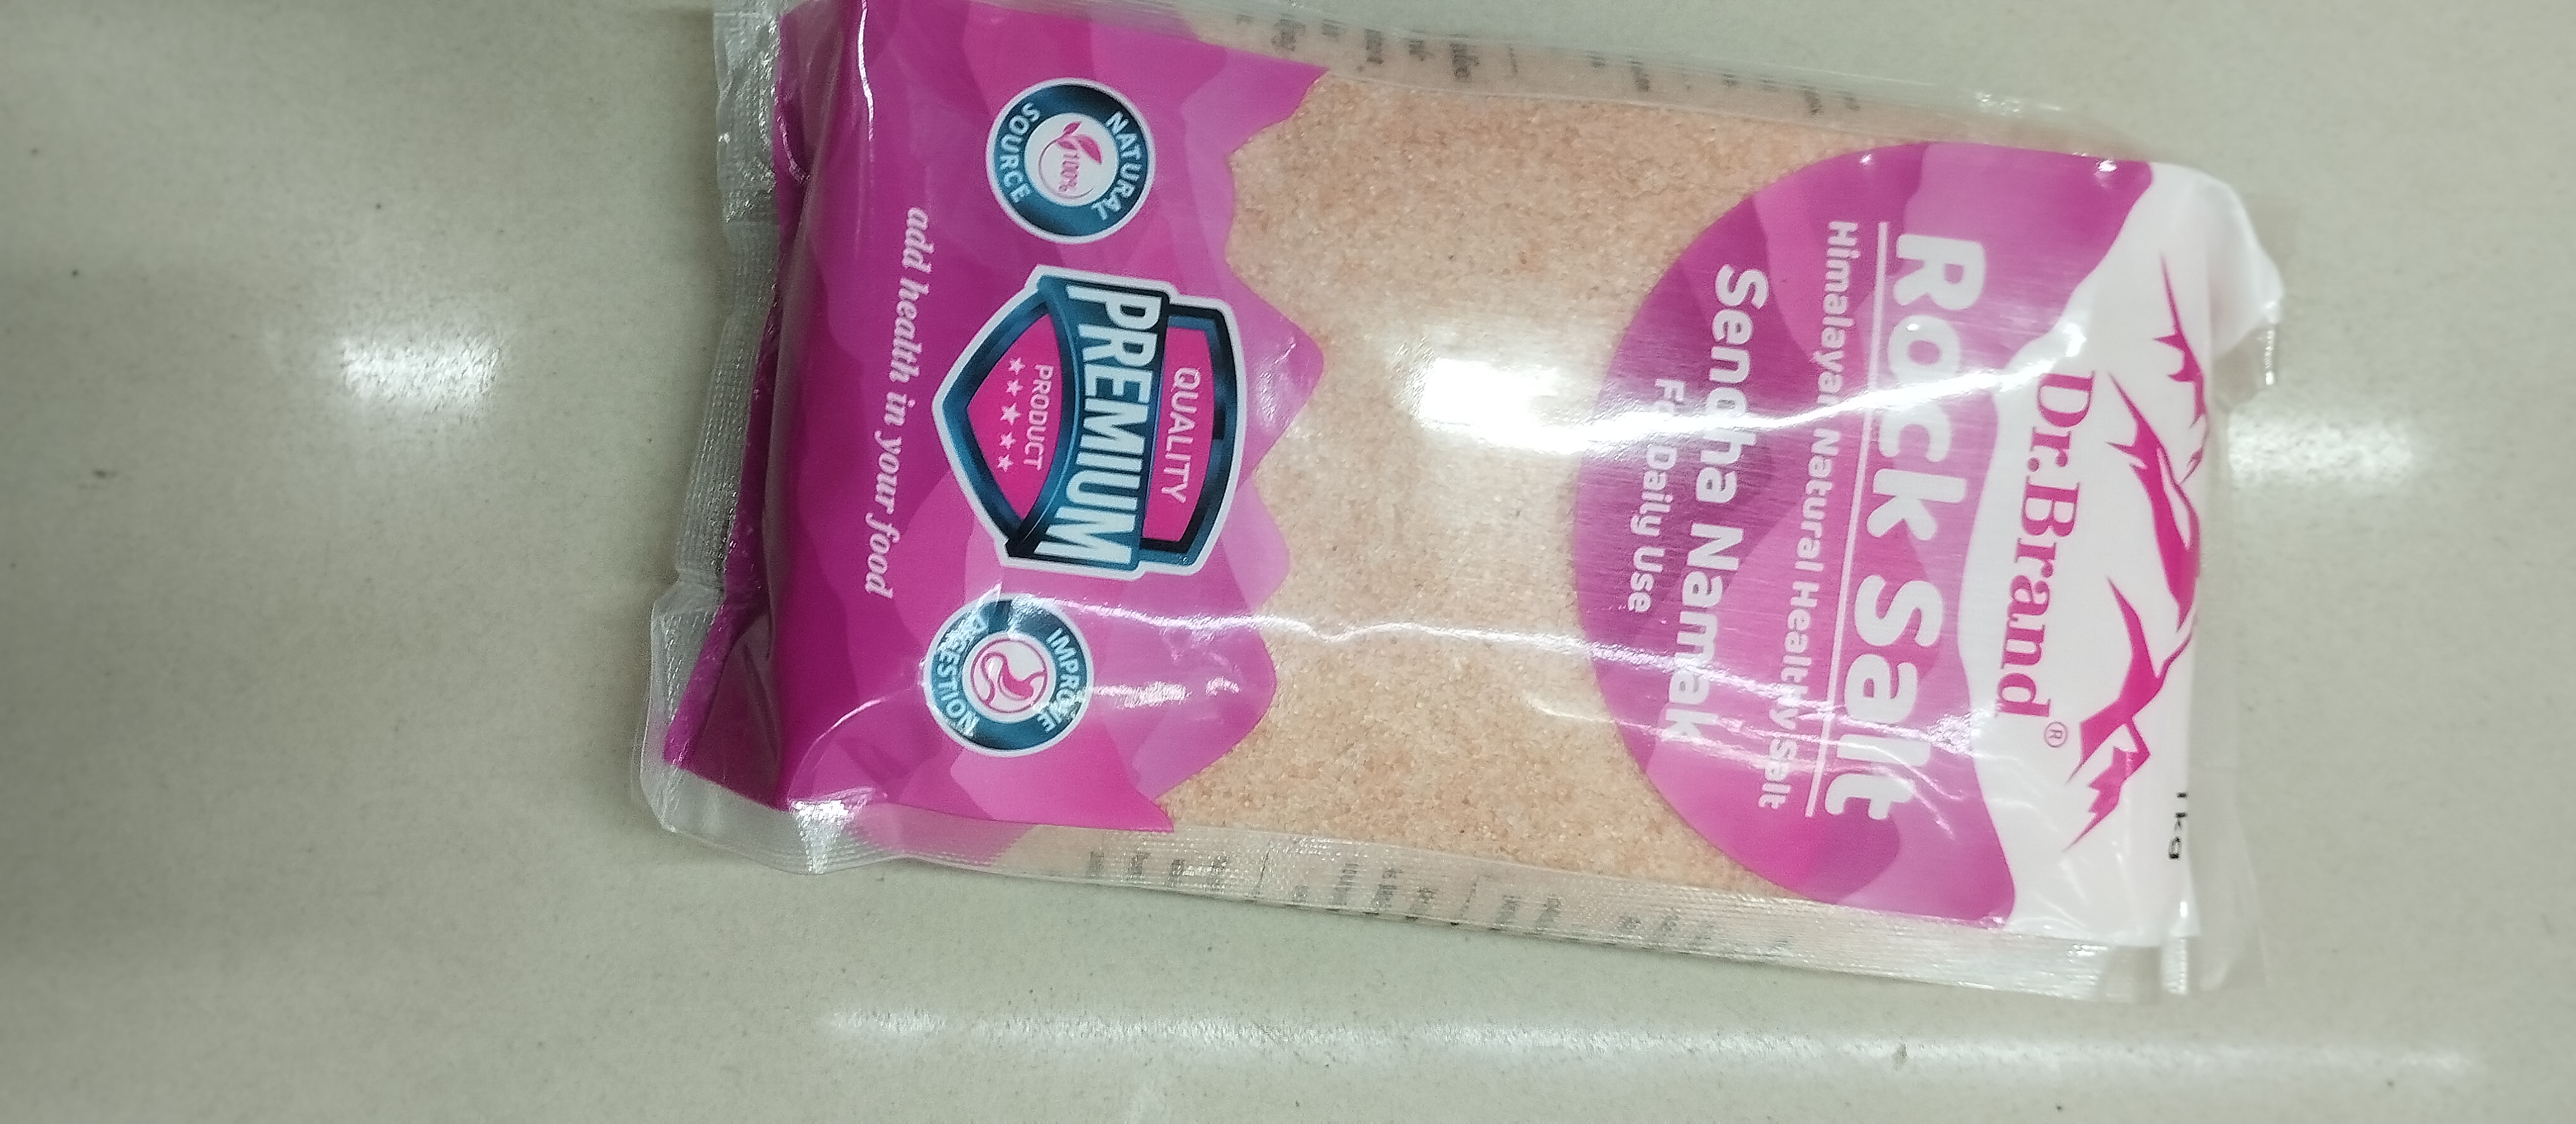 Dr.Brand®
Rock Salt
Himalayan Natural Healthy Salt
Sendha Namak
For Daily Use
1kg
NATURAL
100%
SOURCE
QUALITY
PREMIUM
PRODUCT
IMPROVE
DIGESTION
add health in your food